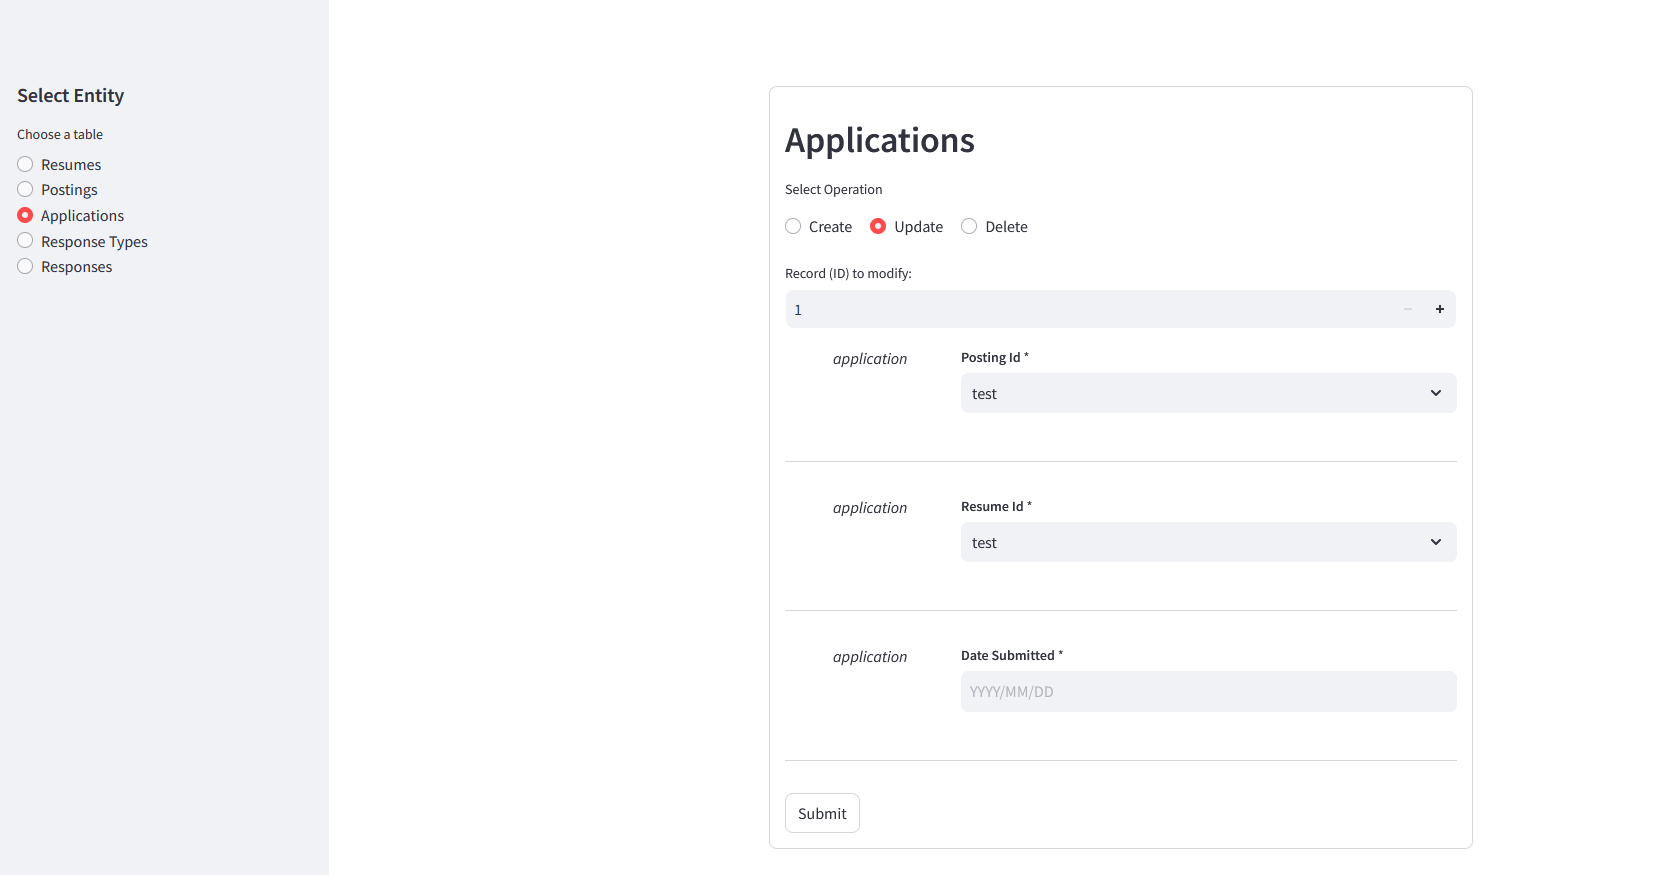 Select Entity
Choose a table
Resumes
Postings
Applications
Response Types
Responses
Applications
Select Operation
Create Update Delete
Record (ID) to modify:
1
application Posting Id *
test
application Resume Id *
test
application Date Submitted *
YYYY/MM/DD
Submit